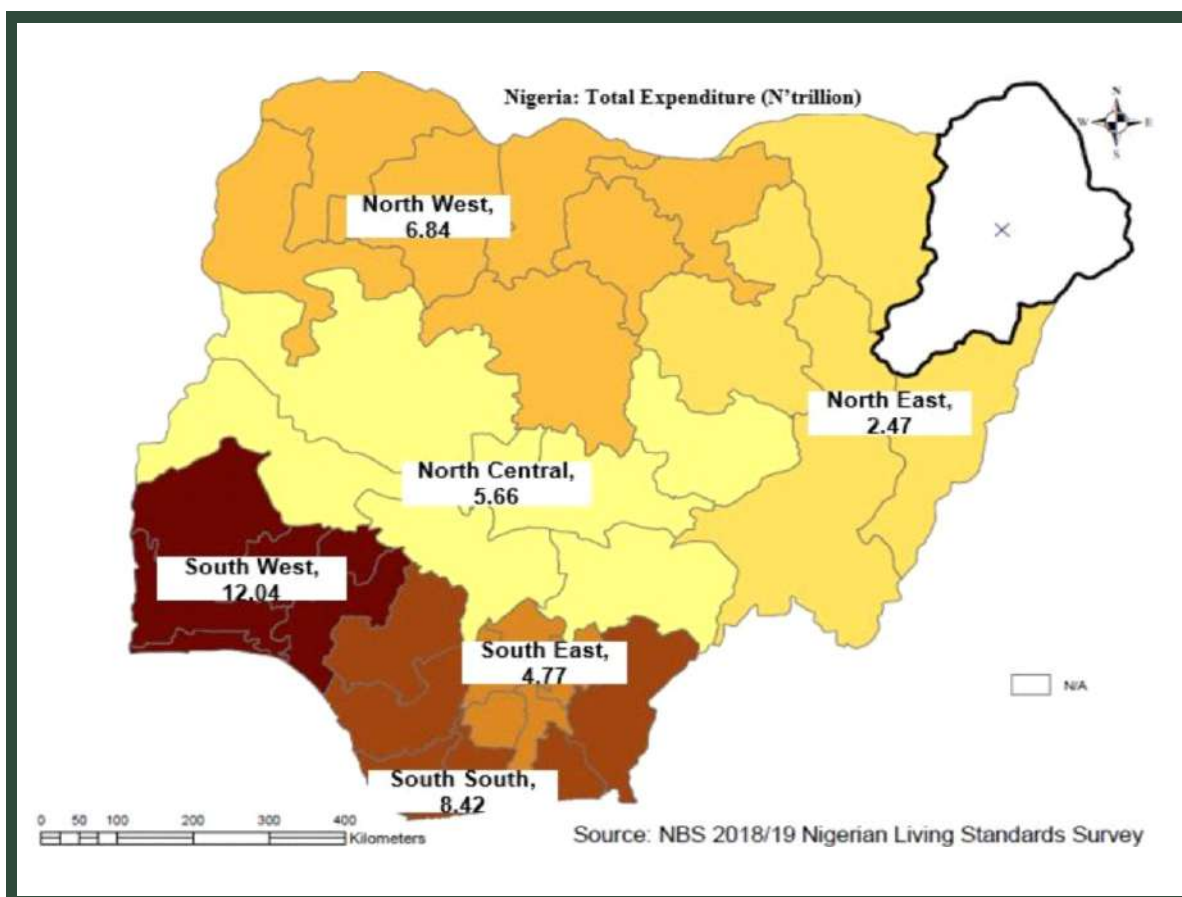 Nigeria: Total Expenditure (N'trillion)
N
W E
S
North West,
6.84
North East,
2.47
North Central,
5.66
South West,
12.04
South East,
4.77
N/A
South South,
8.42
0 50 100 200 300 400
Kilometers
Source: NBS 2018/19 Nigerian Living Standards Survey